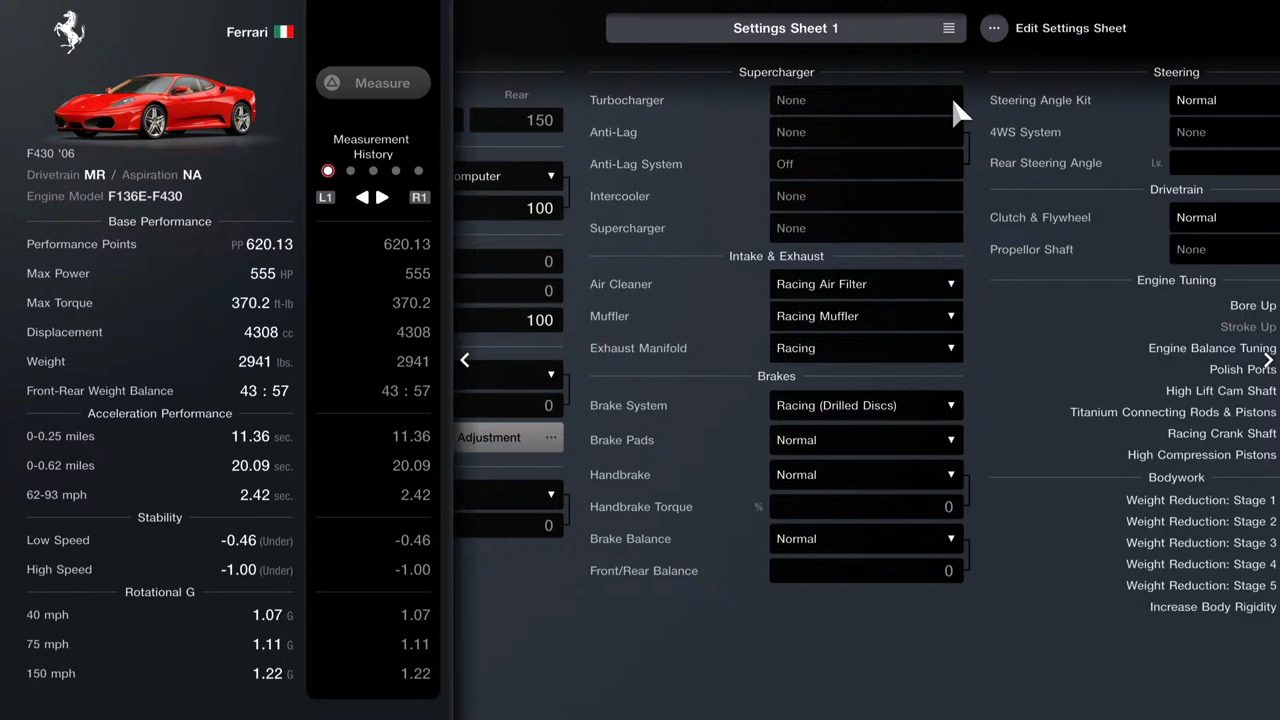 Ferrari
F430 '06
Drivetrain MR / Aspiration NA
Engine Model F136E-F430
Base Performance
Performance Points PP 620.13
Max Power 555 HP
Max Torque 370.2 ft-lb
Displacement 4308 cc
Weight 2941 lbs.
Front-Rear Weight Balance 43 : 57
Acceleration Performance
0-0.25 miles 11.36 sec.
0-0.62 miles 20.09 sec.
62-93 mph 2.42 sec.
Stability
Low Speed -0.46 (Under)
High Speed -1.00 (Under)
Rotational G
40 mph 1.07 G
75 mph 1.11 G
150 mph 1.22 G
Measure
Measurement
History
L1 R1
620.13
555
370.2
4308
2941
43 : 57
11.36
20.09
2.42
-0.46
-1.00
1.07
1.11
1.22
Settings Sheet 1
Edit Settings Sheet
Rear
150
omputer
100
0
0
100
0
Adjustment
0
Supercharger
Turbocharger None
Anti-Lag None
Anti-Lag System Off
Intercooler None
Supercharger None
Intake & Exhaust
Air Cleaner Racing Air Filter
Muffler Racing Muffler
Exhaust Manifold Racing
Brakes
Brake System Racing (Drilled Discs)
Brake Pads Normal
Handbrake Normal
Handbrake Torque % 0
Brake Balance Normal
Front/Rear Balance 0
Steering
Steering Angle Kit Normal
4WS System None
Rear Steering Angle Lv.
Drivetrain
Clutch & Flywheel Normal
Propellor Shaft None
Engine Tuning
Bore Up
Stroke Up
Engine Balance Tuning
Polish Ports
High Lift Cam Shaft
Titanium Connecting Rods & Pistons
Racing Crank Shaft
High Compression Pistons
Bodywork
Weight Reduction: Stage 1
Weight Reduction: Stage 2
Weight Reduction: Stage 3
Weight Reduction: Stage 4
Weight Reduction: Stage 5
Increase Body Rigidity